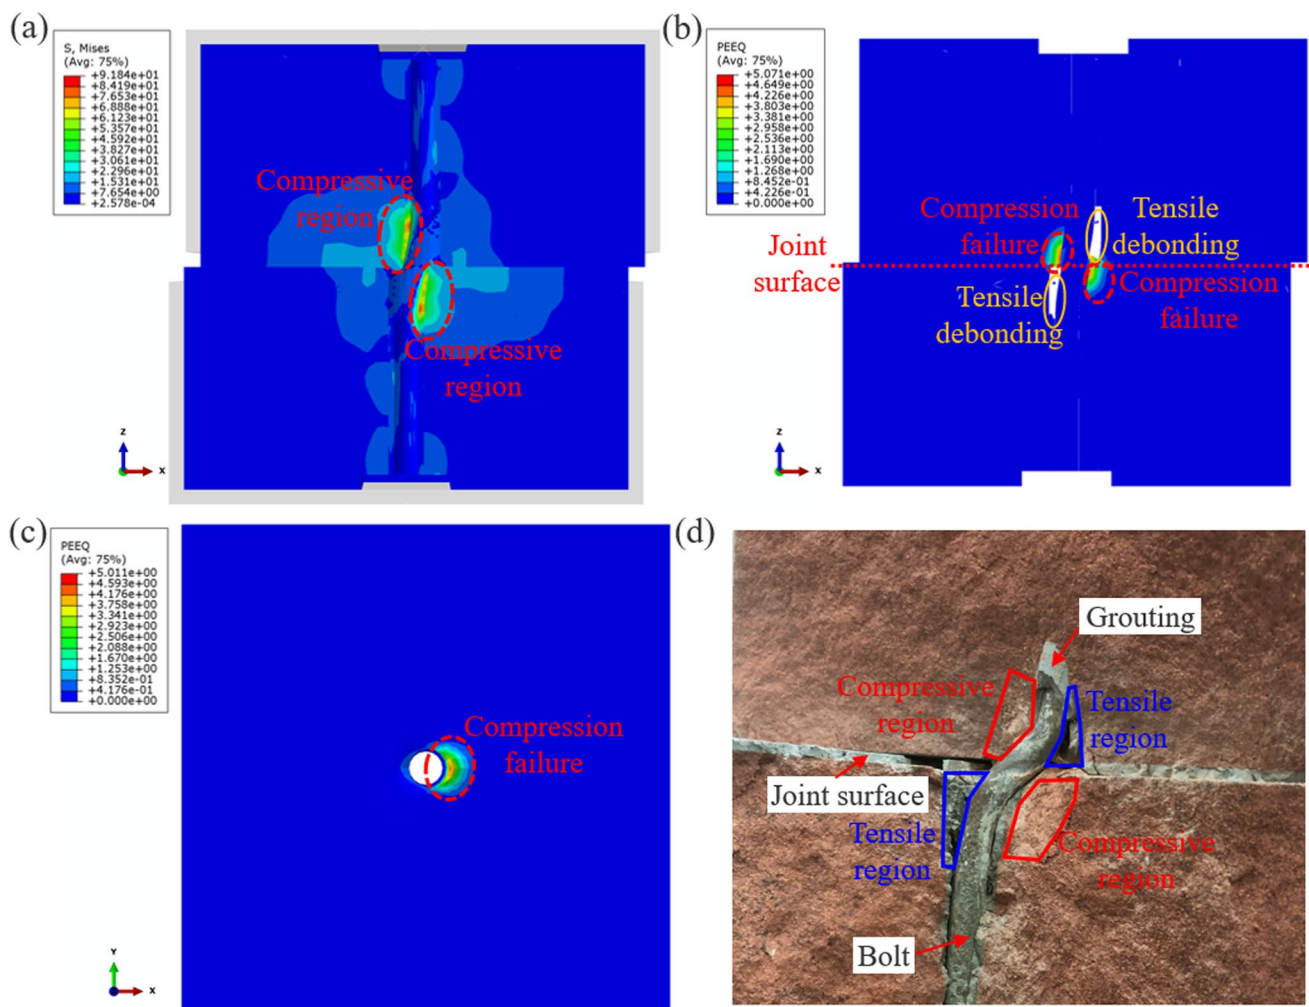 (a)
S, Mises
(Avg: 75%)
+9.184e+01
+8.419e+01
+7.653e+01
+6.888e+01
+6.123e+01
+5.357e+01
+4.592e+01
+3.827e+01
+3.061e+01
+2.296e+01
+1.531e+01
+7.654e+00
+2.578e-04
Compressive
region
Compressive
region
z
x
(b)
PEEQ
(Avg: 75%)
+5.071e+00
+4.649e+00
+4.226e+00
+3.803e+00
+3.381e+00
+2.958e+00
+2.536e+00
+2.113e+00
+1.690e+00
+1.268e+00
+8.452e-01
+4.226e-01
+0.000e+00
Compression
failure
Tensile
debonding
Joint
surface
Tensile
debonding
Compression
failure
z
x
(c)
PEEQ
(Avg: 75%)
+5.011e+00
+4.593e+00
+4.176e+00
+3.758e+00
+3.341e+00
+2.923e+00
+2.506e+00
+2.088e+00
+1.670e+00
+1.253e+00
+8.352e-01
+4.176e-01
+0.000e+00
Compression
failure
Y
x
(d)
Grouting
Compressive
region
Tensile
region
Joint surface
Tensile
region
Compressive
region
Bolt